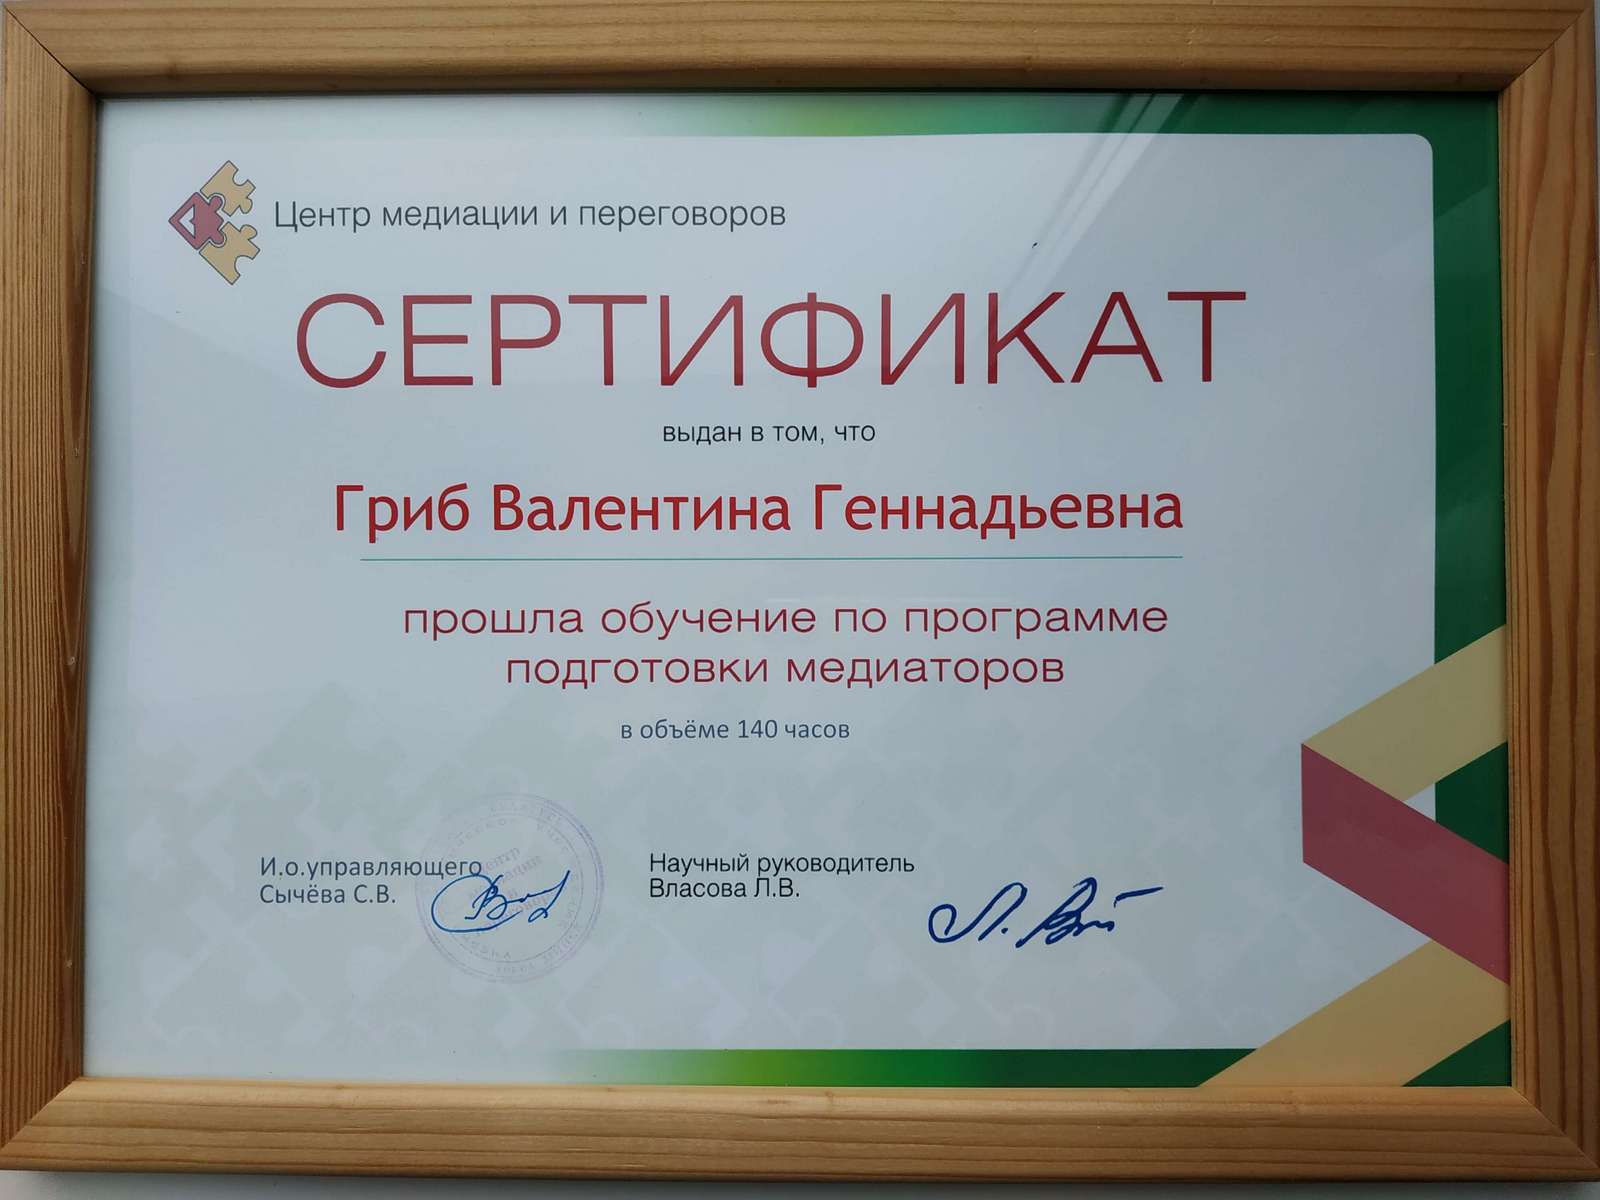 Центр медиации и переговоров
СЕРТИФИКАТ
выдан в том, что
Гриб Валентина Геннадьевна
прошла обучение по программе
подготовки медиаторов
в объёме 140 часов
И.о.управляющего
Сычёва С.В.
Научный руководитель
Власова Л.В.